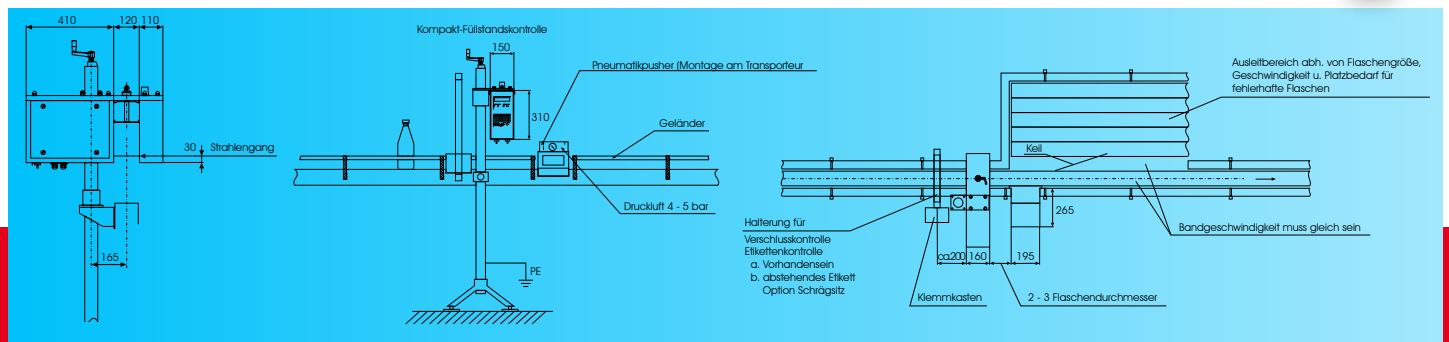 410
120
110
30
Strahlengang
165
Kompakt-Füllstandskontrolle
150
Pneumatikpusher (Montage am Transporteur
310
Geländer
Druckluft 4 - 5 bar
PE
Ausleitbereich abh. von Flaschengröße,
Geschwindigkeit u. Platzbedarf für
fehlerhafte Flaschen
Keil
265
Bandgeschwindigkeit muss gleich sein
Halterung für
Verschlusskontrolle
Etikettenkontrolle
a. Vorhandensein
b. abstehendes Etikett
Option Schrägsitz
ca200
160
195
Klemmkasten
2 - 3 Flaschendurchmesser